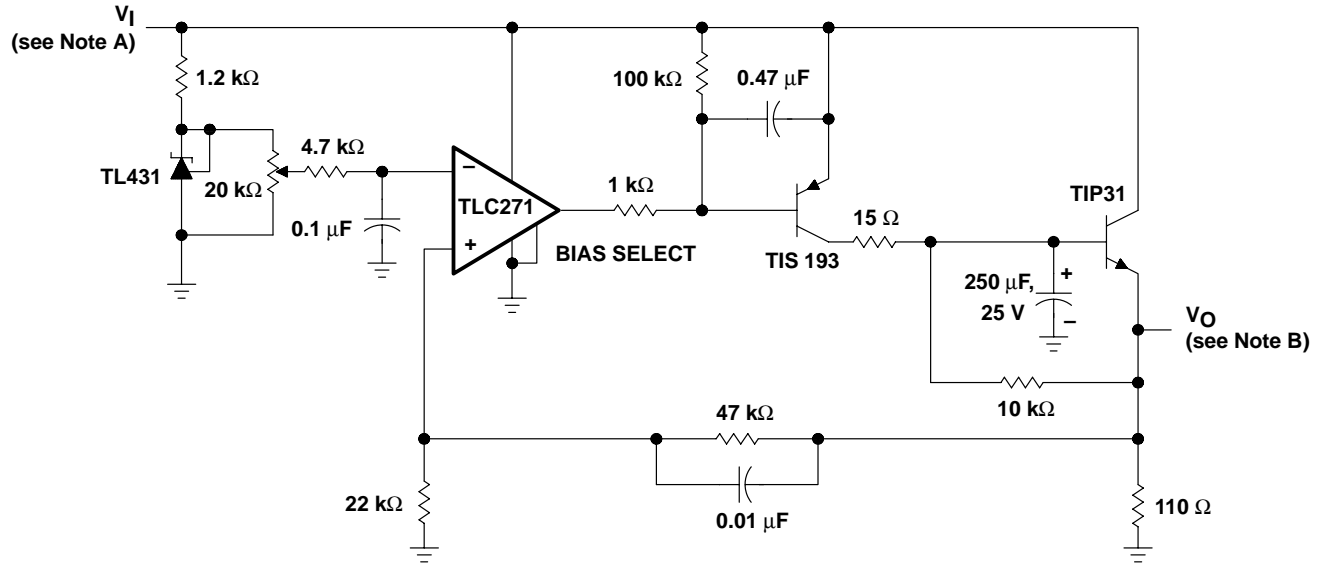 VI
(see Note A)
1.2 kΩ
TL431
20 kΩ
4.7 kΩ
0.1 μF
−
TLC271
+
BIAS SELECT
1 kΩ
100 kΩ
0.47 μF
TIS 193
15 Ω
250 μF,
25 V
+
−
TIP31
VO
(see Note B)
10 kΩ
47 kΩ
0.01 μF
22 kΩ
110 Ω